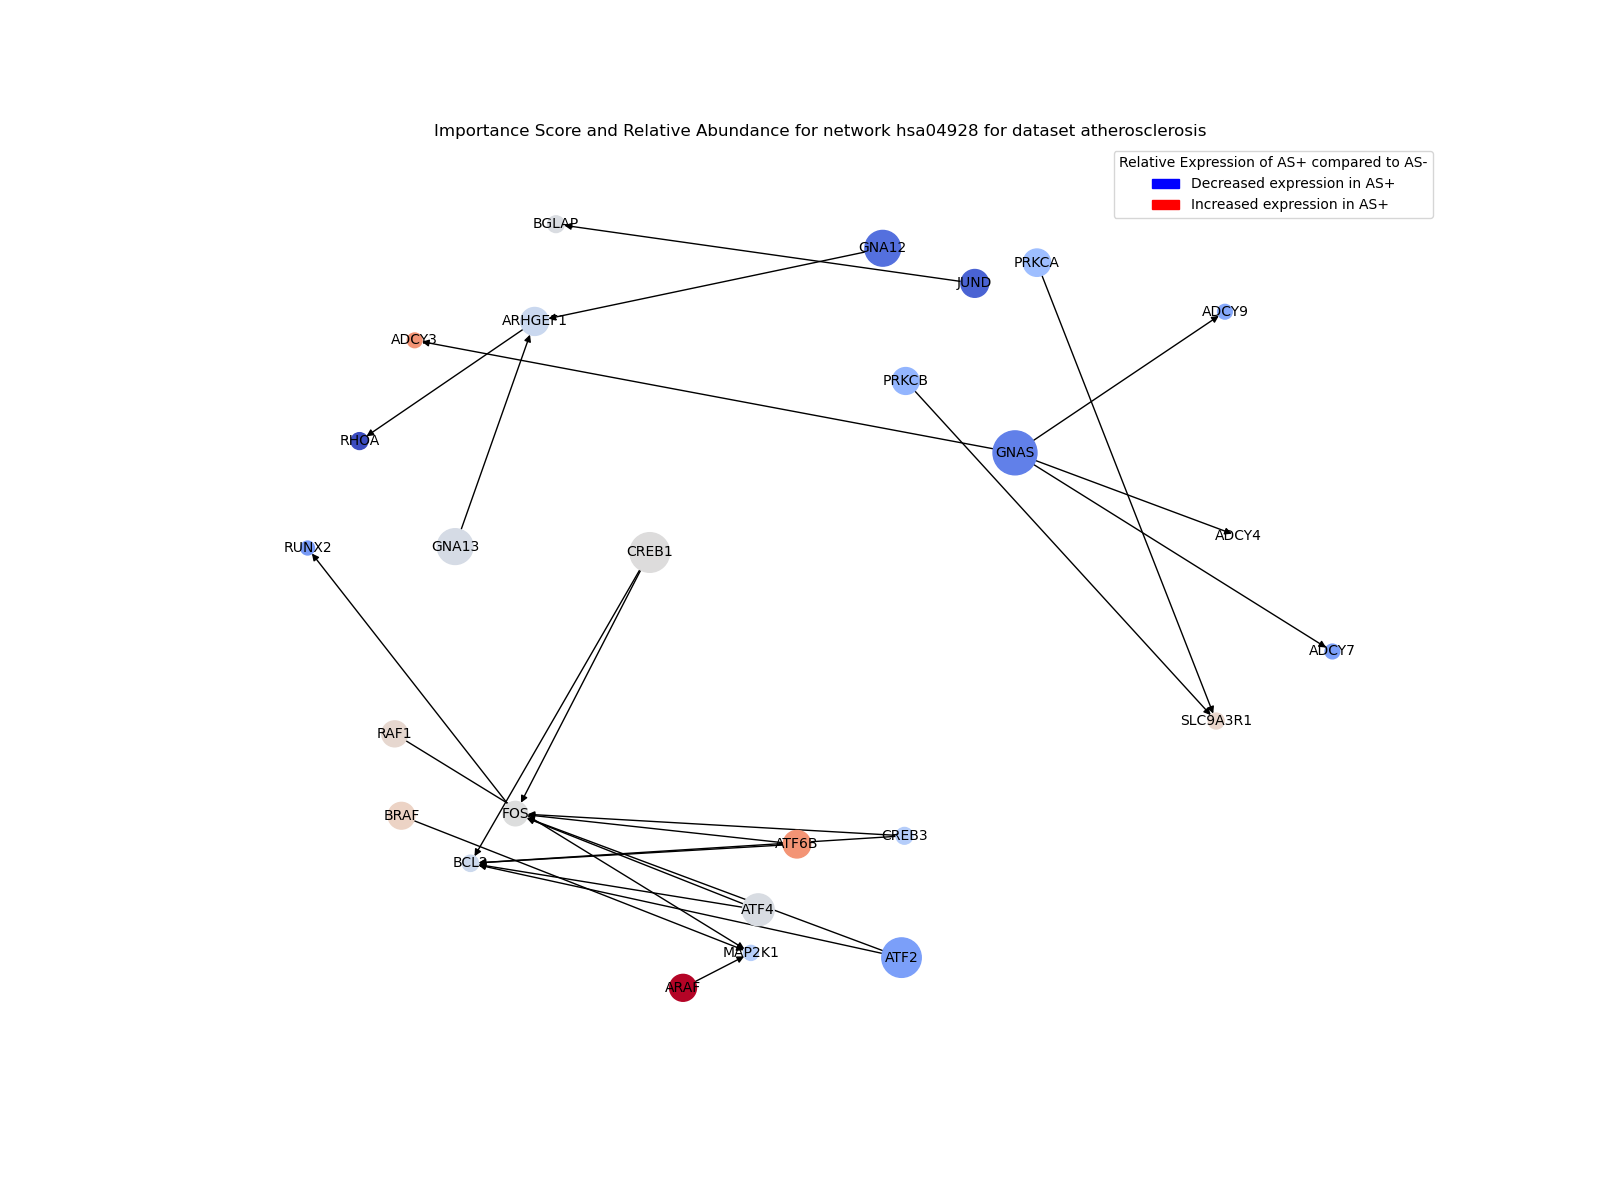 Importance Score and Relative Abundance for network hsa04928 for dataset atherosclerosis
Relative Expression of AS+ compared to AS-
Decreased expression in AS+
Increased expression in AS+
BGLAP
GNA12
PRKCA
JUND
ADCY9
ARHGEF1
ADCY3
PRKCB
RHOA
GNAS
ADCY4
RUNX2
GNA13
CREB1
ADCY7
SLC9A3R1
RAF1
BRAF
FOS
CREB3
ATF6B
BCL2
ATF4
MAP2K1
ATF2
ARAF